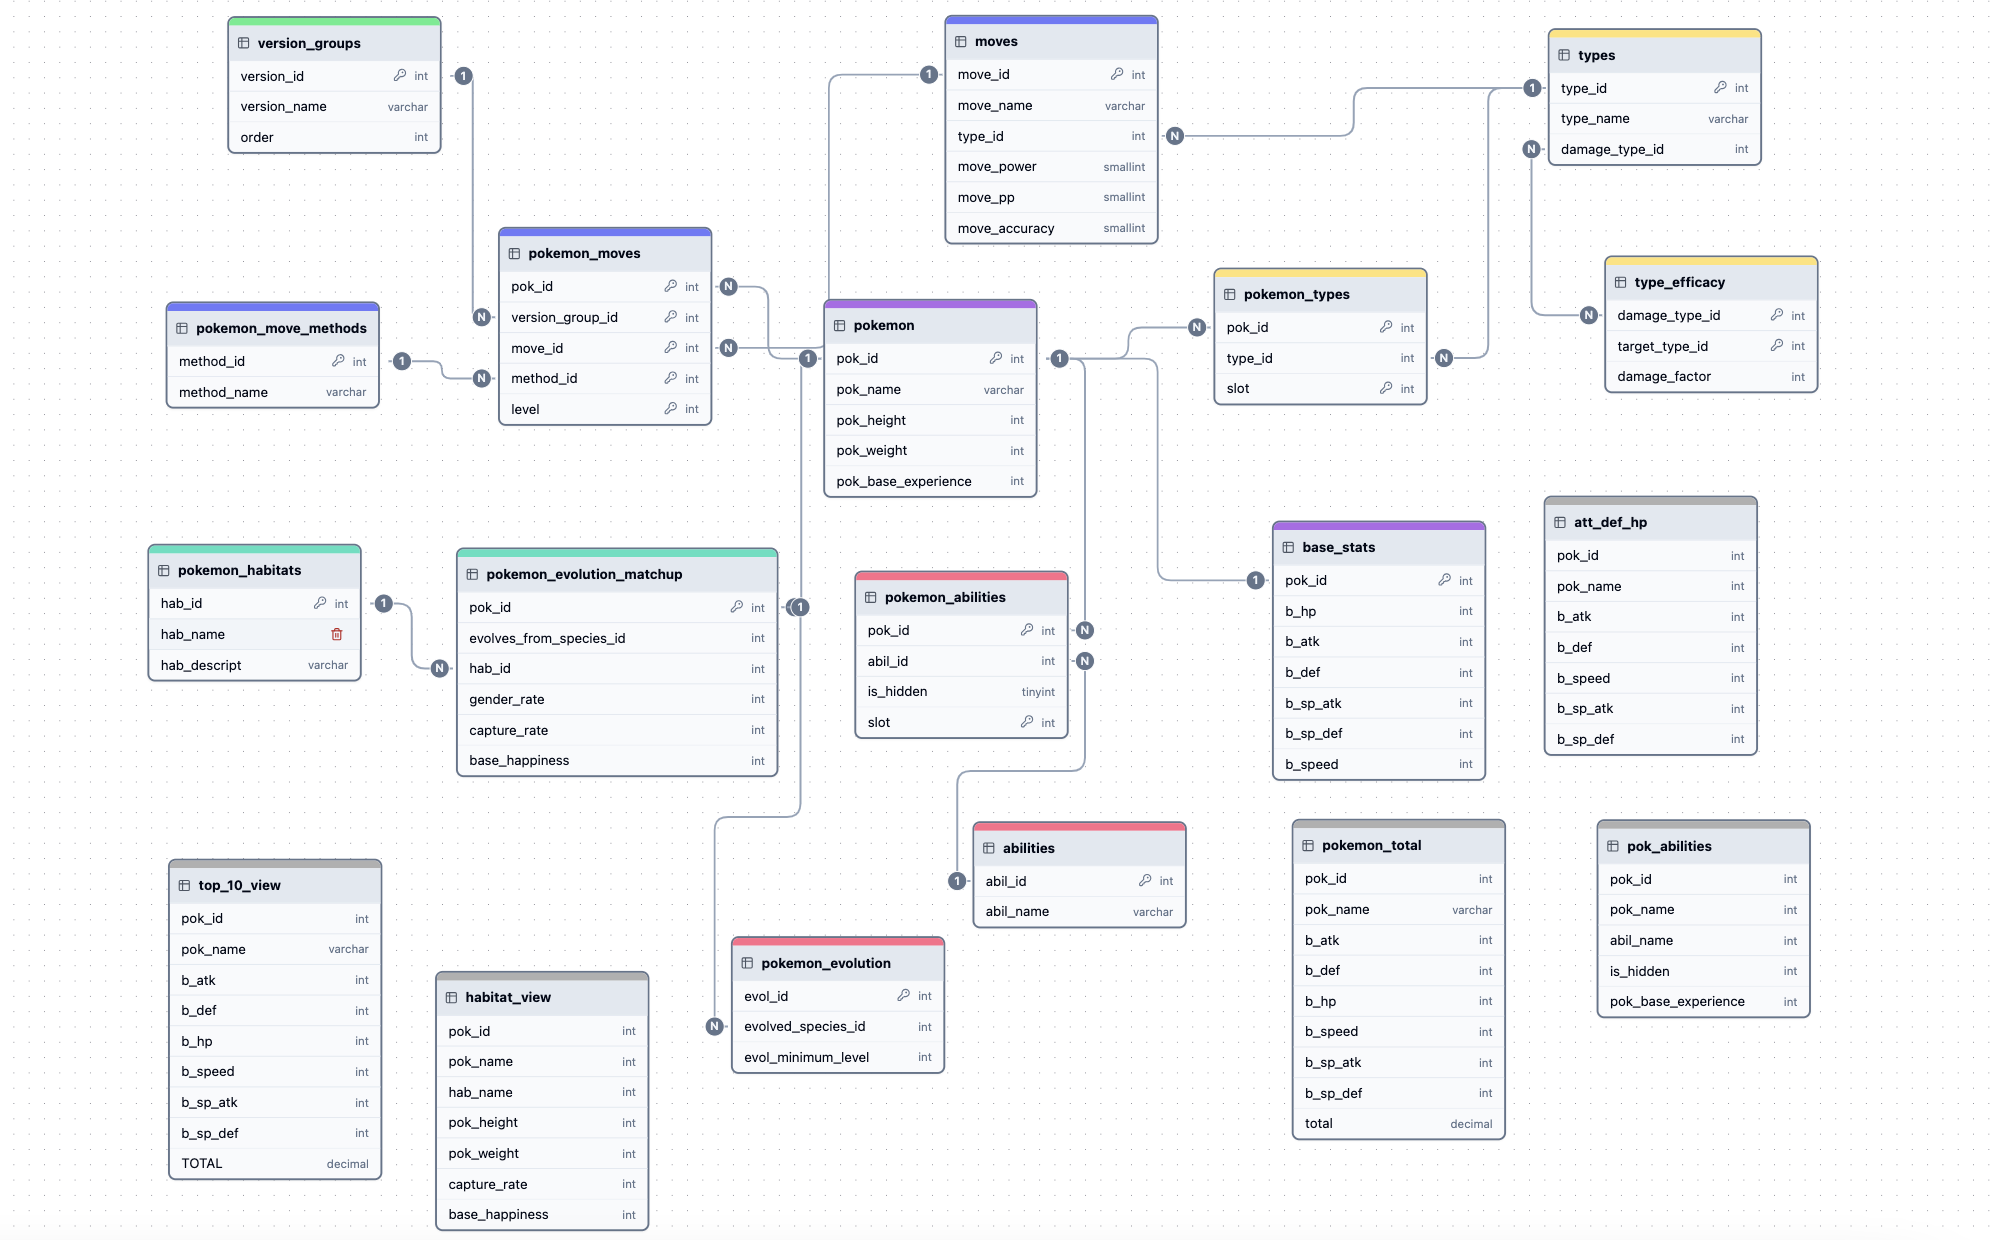 version_groups
version_id int
version_name varchar
order int
1
moves
move_id int
move_name varchar
type_id int
move_power smallint
move_pp smallint
move_accuracy smallint
1
N
types
type_id int
type_name varchar
damage_type_id int
1
N
pokemon_moves
pok_id int
version_group_id int
move_id int
method_id int
level int
N
N
N
N
pokemon_move_methods
method_id int
method_name varchar
1
pokemon
pok_id int
pok_name varchar
pok_height int
pok_weight int
pok_base_experience int
1
1
pokemon_types
pok_id int
type_id int
slot int
N
N
type_efficacy
damage_type_id int
target_type_id int
damage_factor int
N
pokemon_habitats
hab_id int
hab_name
hab_descript varchar
1
pokemon_evolution_matchup
pok_id int
evolves_from_species_id int
hab_id int
gender_rate int
capture_rate int
base_happiness int
1
N
pokemon_abilities
pok_id int
abil_id int
is_hidden tinyint
slot int
N
N
base_stats
pok_id int
b_hp int
b_atk int
b_def int
b_sp_atk int
b_sp_def int
b_speed int
1
att_def_hp
pok_id int
pok_name int
b_atk int
b_def int
b_speed int
b_sp_atk int
b_sp_def int
top_10_view
pok_id int
pok_name varchar
b_atk int
b_def int
b_hp int
b_speed int
b_sp_atk int
b_sp_def int
TOTAL decimal
habitat_view
pok_id int
pok_name int
hab_name int
pok_height int
pok_weight int
capture_rate int
base_happiness int
pokemon_evolution
evol_id int
evolved_species_id int
evol_minimum_level int
N
abilities
abil_id int
abil_name varchar
1
pokemon_total
pok_id int
pok_name varchar
b_atk int
b_def int
b_hp int
b_speed int
b_sp_atk int
b_sp_def int
total decimal
pok_abilities
pok_id int
pok_name int
abil_name int
is_hidden int
pok_base_experience int